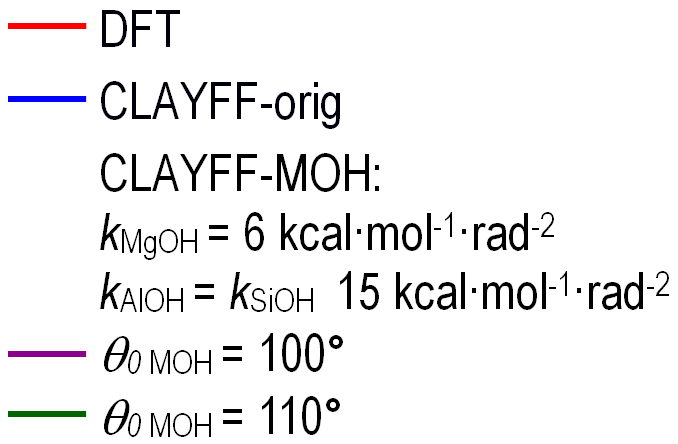 DFT
CLAYFF-orig
CLAYFF-MOH:
kMgOH = 6 kcal·mol-1·rad-2
kAlOH = kSiOH 15 kcal·mol-1·rad-2
θ0 MOH = 100°
θ0 MOH = 110°